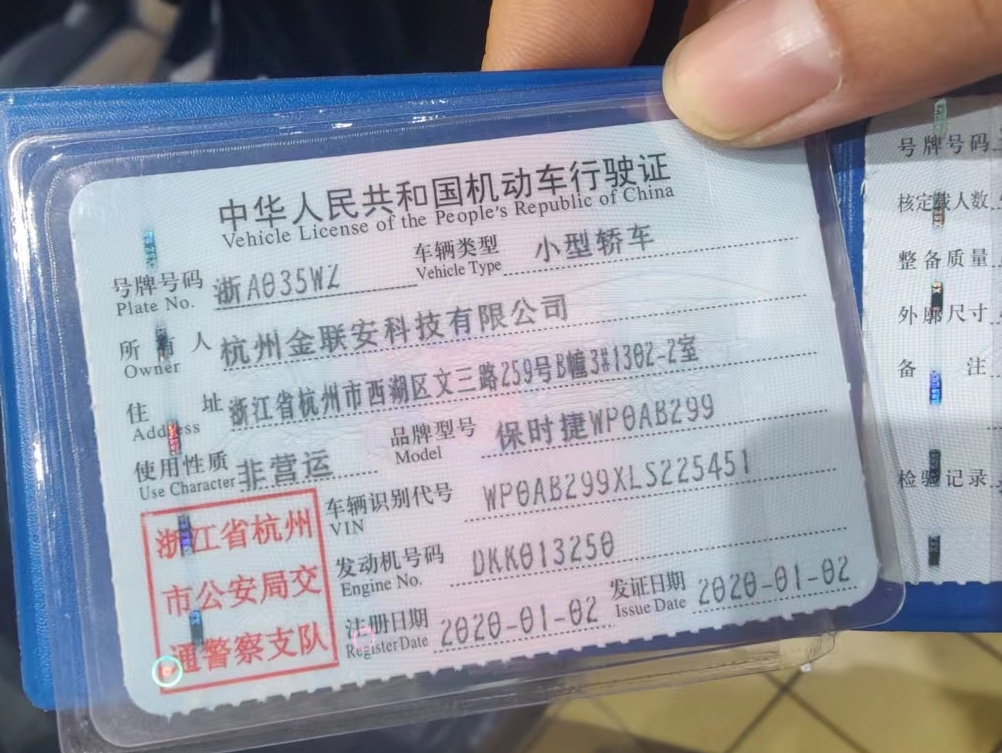 中华人民共和国机动车行驶证
Vehicle License of the People's Republic of China
号牌号码 浙A035WZ 车辆类型 小型轿车
Plate No. Vehicle Type
所有人 杭州金联安科技有限公司
Owner
住址 浙江省杭州市西湖区文三路259号B幢3#1302-2室
Address
使用性质 非营运 品牌型号 保时捷WP0AB299
Use Character Model
车辆识别代号 WP0AB299XLS225451
VIN
发动机号码 DKK013250
Engine No.
注册日期 2020-01-02 发证日期 2020-01-02
Register Date Issue Date
浙江省杭州
市公安局交
通警察支队
号牌号码
核定载人数
整备质量
外廓尺寸
备注
检验记录